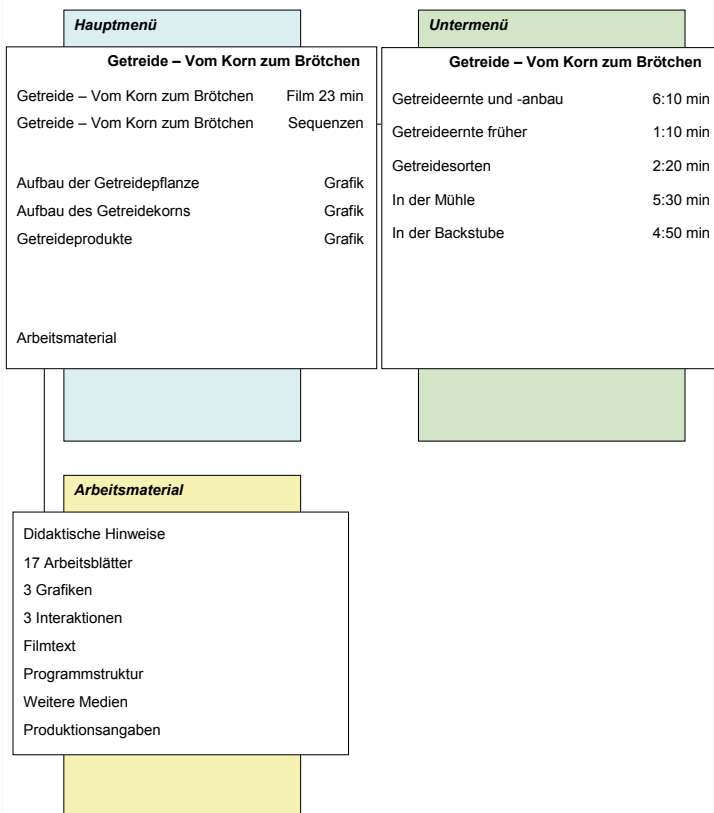 Hauptmenü
Getreide – Vom Korn zum Brötchen
Getreide – Vom Korn zum Brötchen Film 23 min
Getreide – Vom Korn zum Brötchen Sequenzen
Aufbau der Getreidepflanze Grafik
Aufbau des Getreidekorns Grafik
Getreideprodukte Grafik
Arbeitsmaterial
Untermenü
Getreide – Vom Korn zum Brötchen
Getreideernte und -anbau 6:10 min
Getreideernte früher 1:10 min
Getreidesorten 2:20 min
In der Mühle 5:30 min
In der Backstube 4:50 min
Arbeitsmaterial
Didaktische Hinweise
17 Arbeitsblätter
3 Grafiken
3 Interaktionen
Filmtext
Programmstruktur
Weitere Medien
Produktionsangaben